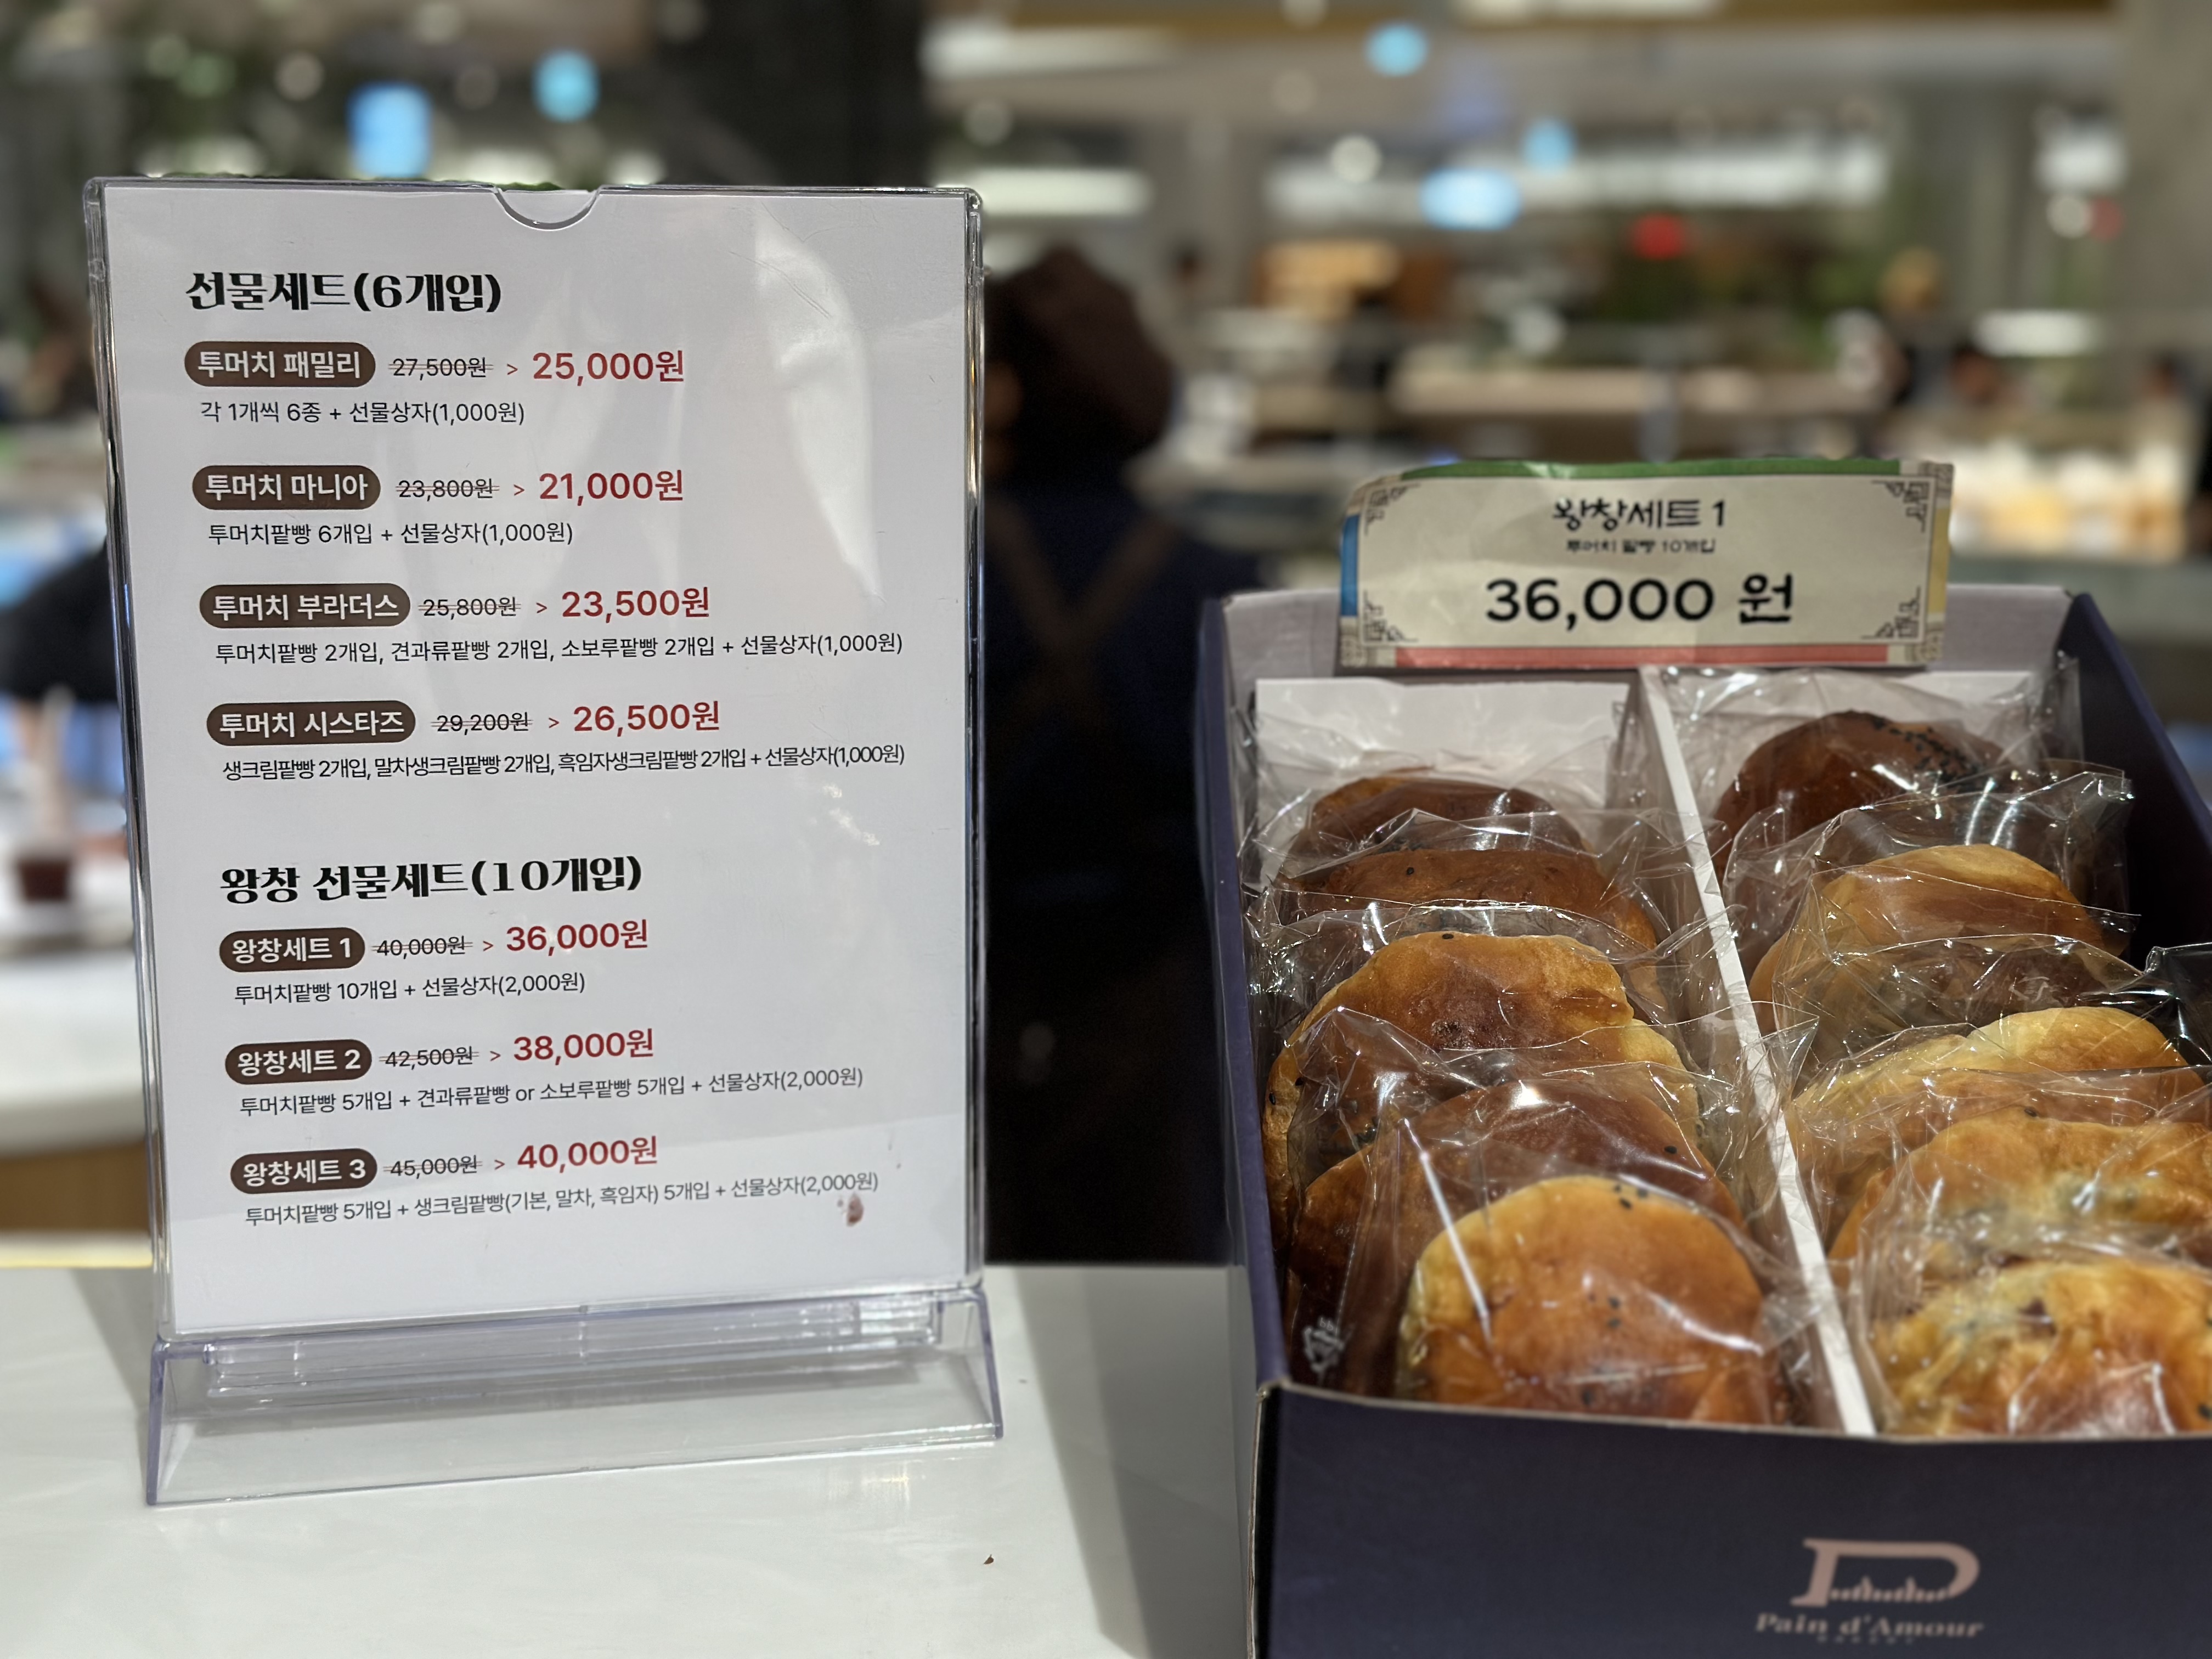 선물세트(6개입)
투머치 패밀리 27,500원 > 25,000원
각 1개씩 6종 + 선물상자(1,000원)
투머치 마니아 23,800원 > 21,000원
투머치팥빵 6개입 + 선물상자(1,000원)
투머치 부라더스 25,800원 > 23,500원
투머치팥빵 2개입, 견과류팥빵 2개입, 소보루팥빵 2개입 + 선물상자(1,000원)
투머치 시스타즈 29,200원 > 26,500원
생크림팥빵 2개입, 말차생크림팥빵 2개입, 흑임자생크림팥빵 2개입 + 선물상자(1,000원)
왕창 선물세트(10개입)
왕창세트 1 40,000원 > 36,000원
투머치팥빵 10개입 + 선물상자(2,000원)
왕창세트 2 42,500원 > 38,000원
투머치팥빵 5개입 + 견과류팥빵 or 소보루팥빵 5개입 + 선물상자(2,000원)
왕창세트 3 45,000원 > 40,000원
투머치팥빵 5개입 + 생크림팥빵(기본, 말차, 흑임자) 5개입 + 선물상자(2,000원)
왕창세트 1
투머치 팥빵 10개입
36,000 원
Pain d'Amour